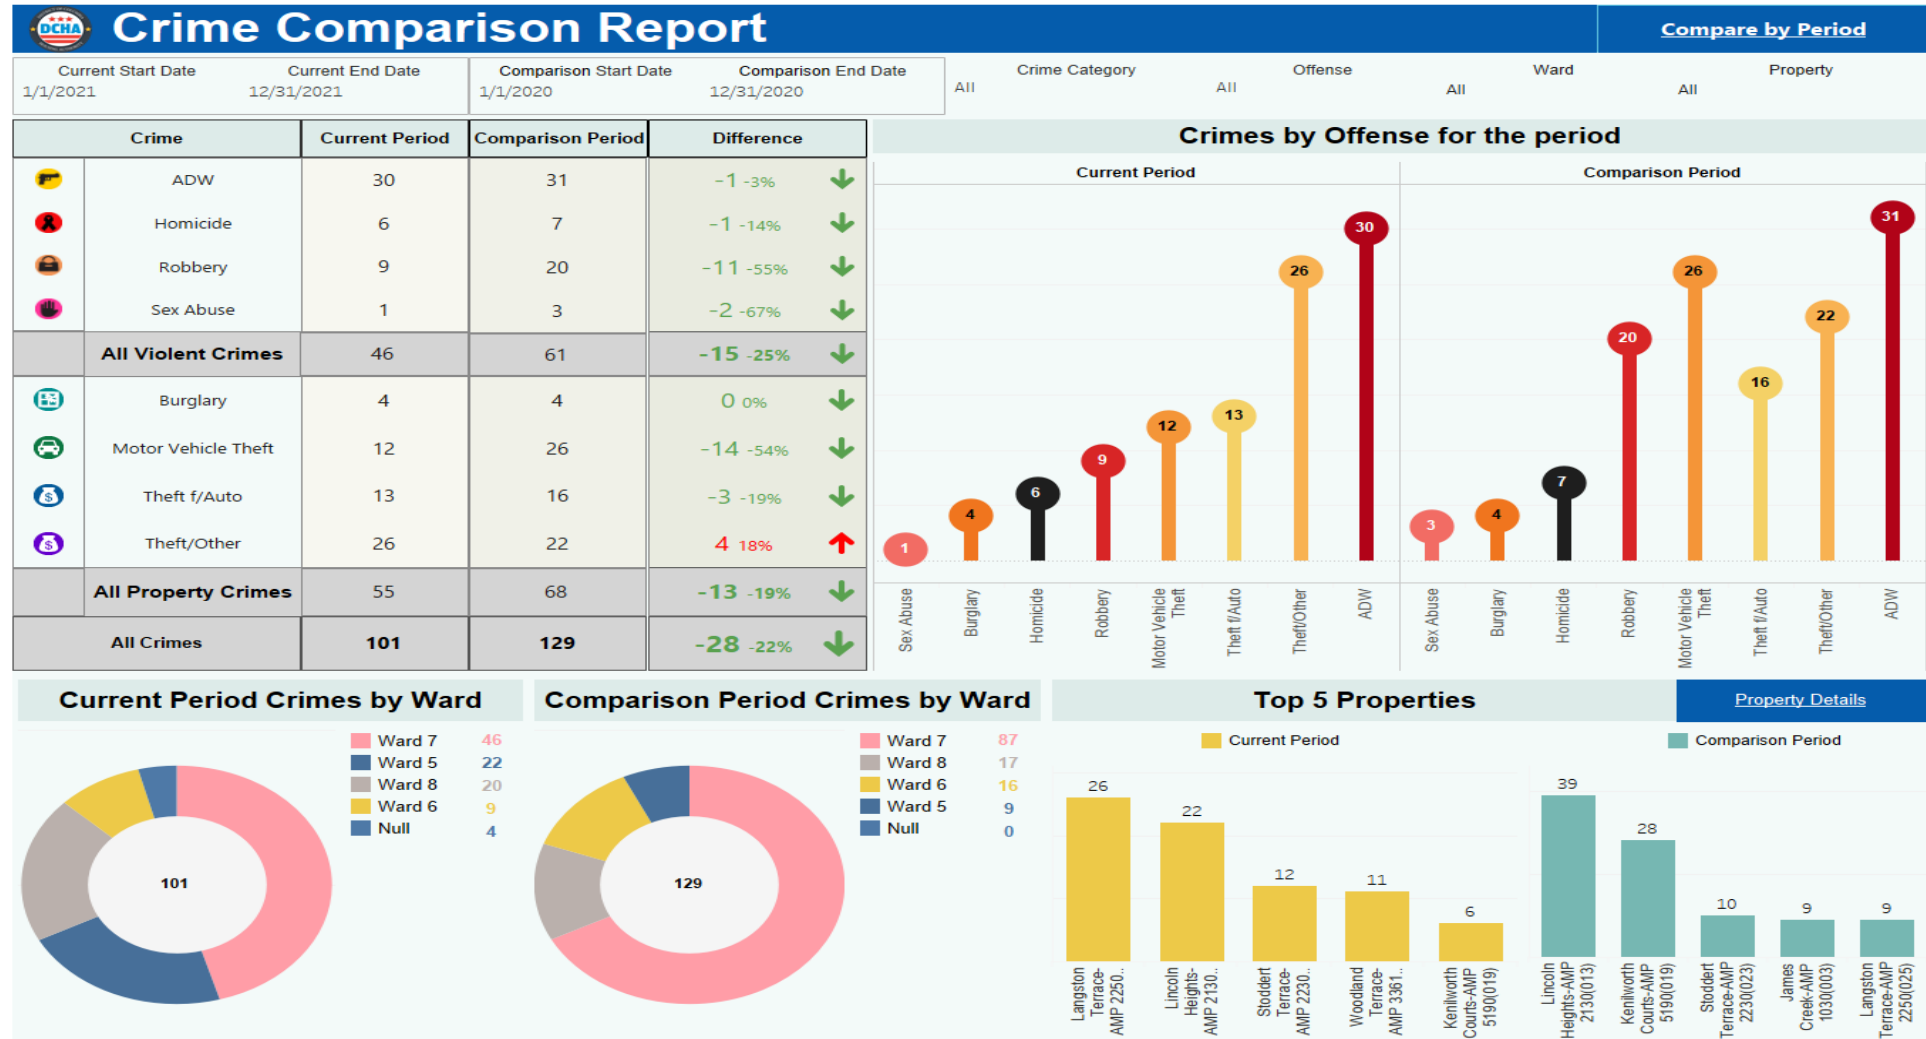 DCHA
Crime Comparison Report
Compare by Period
Current Start Date
1/1/2021
Current End Date
12/31/2021
Comparison Start Date
1/1/2020
Comparison End Date
12/31/2020
Crime Category
All
Offense
All
Ward
All
Property
All
Crime Current Period Comparison Period Difference
ADW 30 31 -1 -3%
Homicide 6 7 -1 -14%
Robbery 9 20 -11 -55%
Sex Abuse 1 3 -2 -67%
All Violent Crimes 46 61 -15 -25%
Burglary 4 4 0 0%
Motor Vehicle Theft 12 26 -14 -54%
Theft f/Auto 13 16 -3 -19%
Theft/Other 26 22 4 18%
All Property Crimes 55 68 -13 -19%
All Crimes 101 129 -28 -22%
Crimes by Offense for the period
Current Period
1 4 6 9 12 13 26 30
Sex Abuse
Burglary
Homicide
Robbery
Motor Vehicle
Theft
Theft f/Auto
Theft/Other
ADW
Comparison Period
3 4 7 20 26 16 22 31
Sex Abuse
Burglary
Homicide
Robbery
Motor Vehicle
Theft
Theft f/Auto
Theft/Other
ADW
Current Period Crimes by Ward
101
Ward 7 46
Ward 5 22
Ward 8 20
Ward 6 9
Null 4
Comparison Period Crimes by Ward
129
Ward 7 87
Ward 8 17
Ward 6 16
Ward 5 9
Null 0
Top 5 Properties
Property Details
Current Period
26 22 12 11 6
Langston
Terrace-
AMP 2250..
Lincoln
Heights-
AMP 2130..
Stoddert
Terrace-
AMP 2230..
Woodland
Terrace-
AMP 3361..
Kenilworth
Courts-AMP
5190(019)
Comparison Period
39 28 10 9 9
Lincoln
Heights-AMP
2130(013)
Kenilworth
Courts-AMP
5190(019)
Stoddert
Terrace-AMP
2230(023)
James
Creek-AMP
1030(003)
Langston
Terrace-AMP
2250(025)